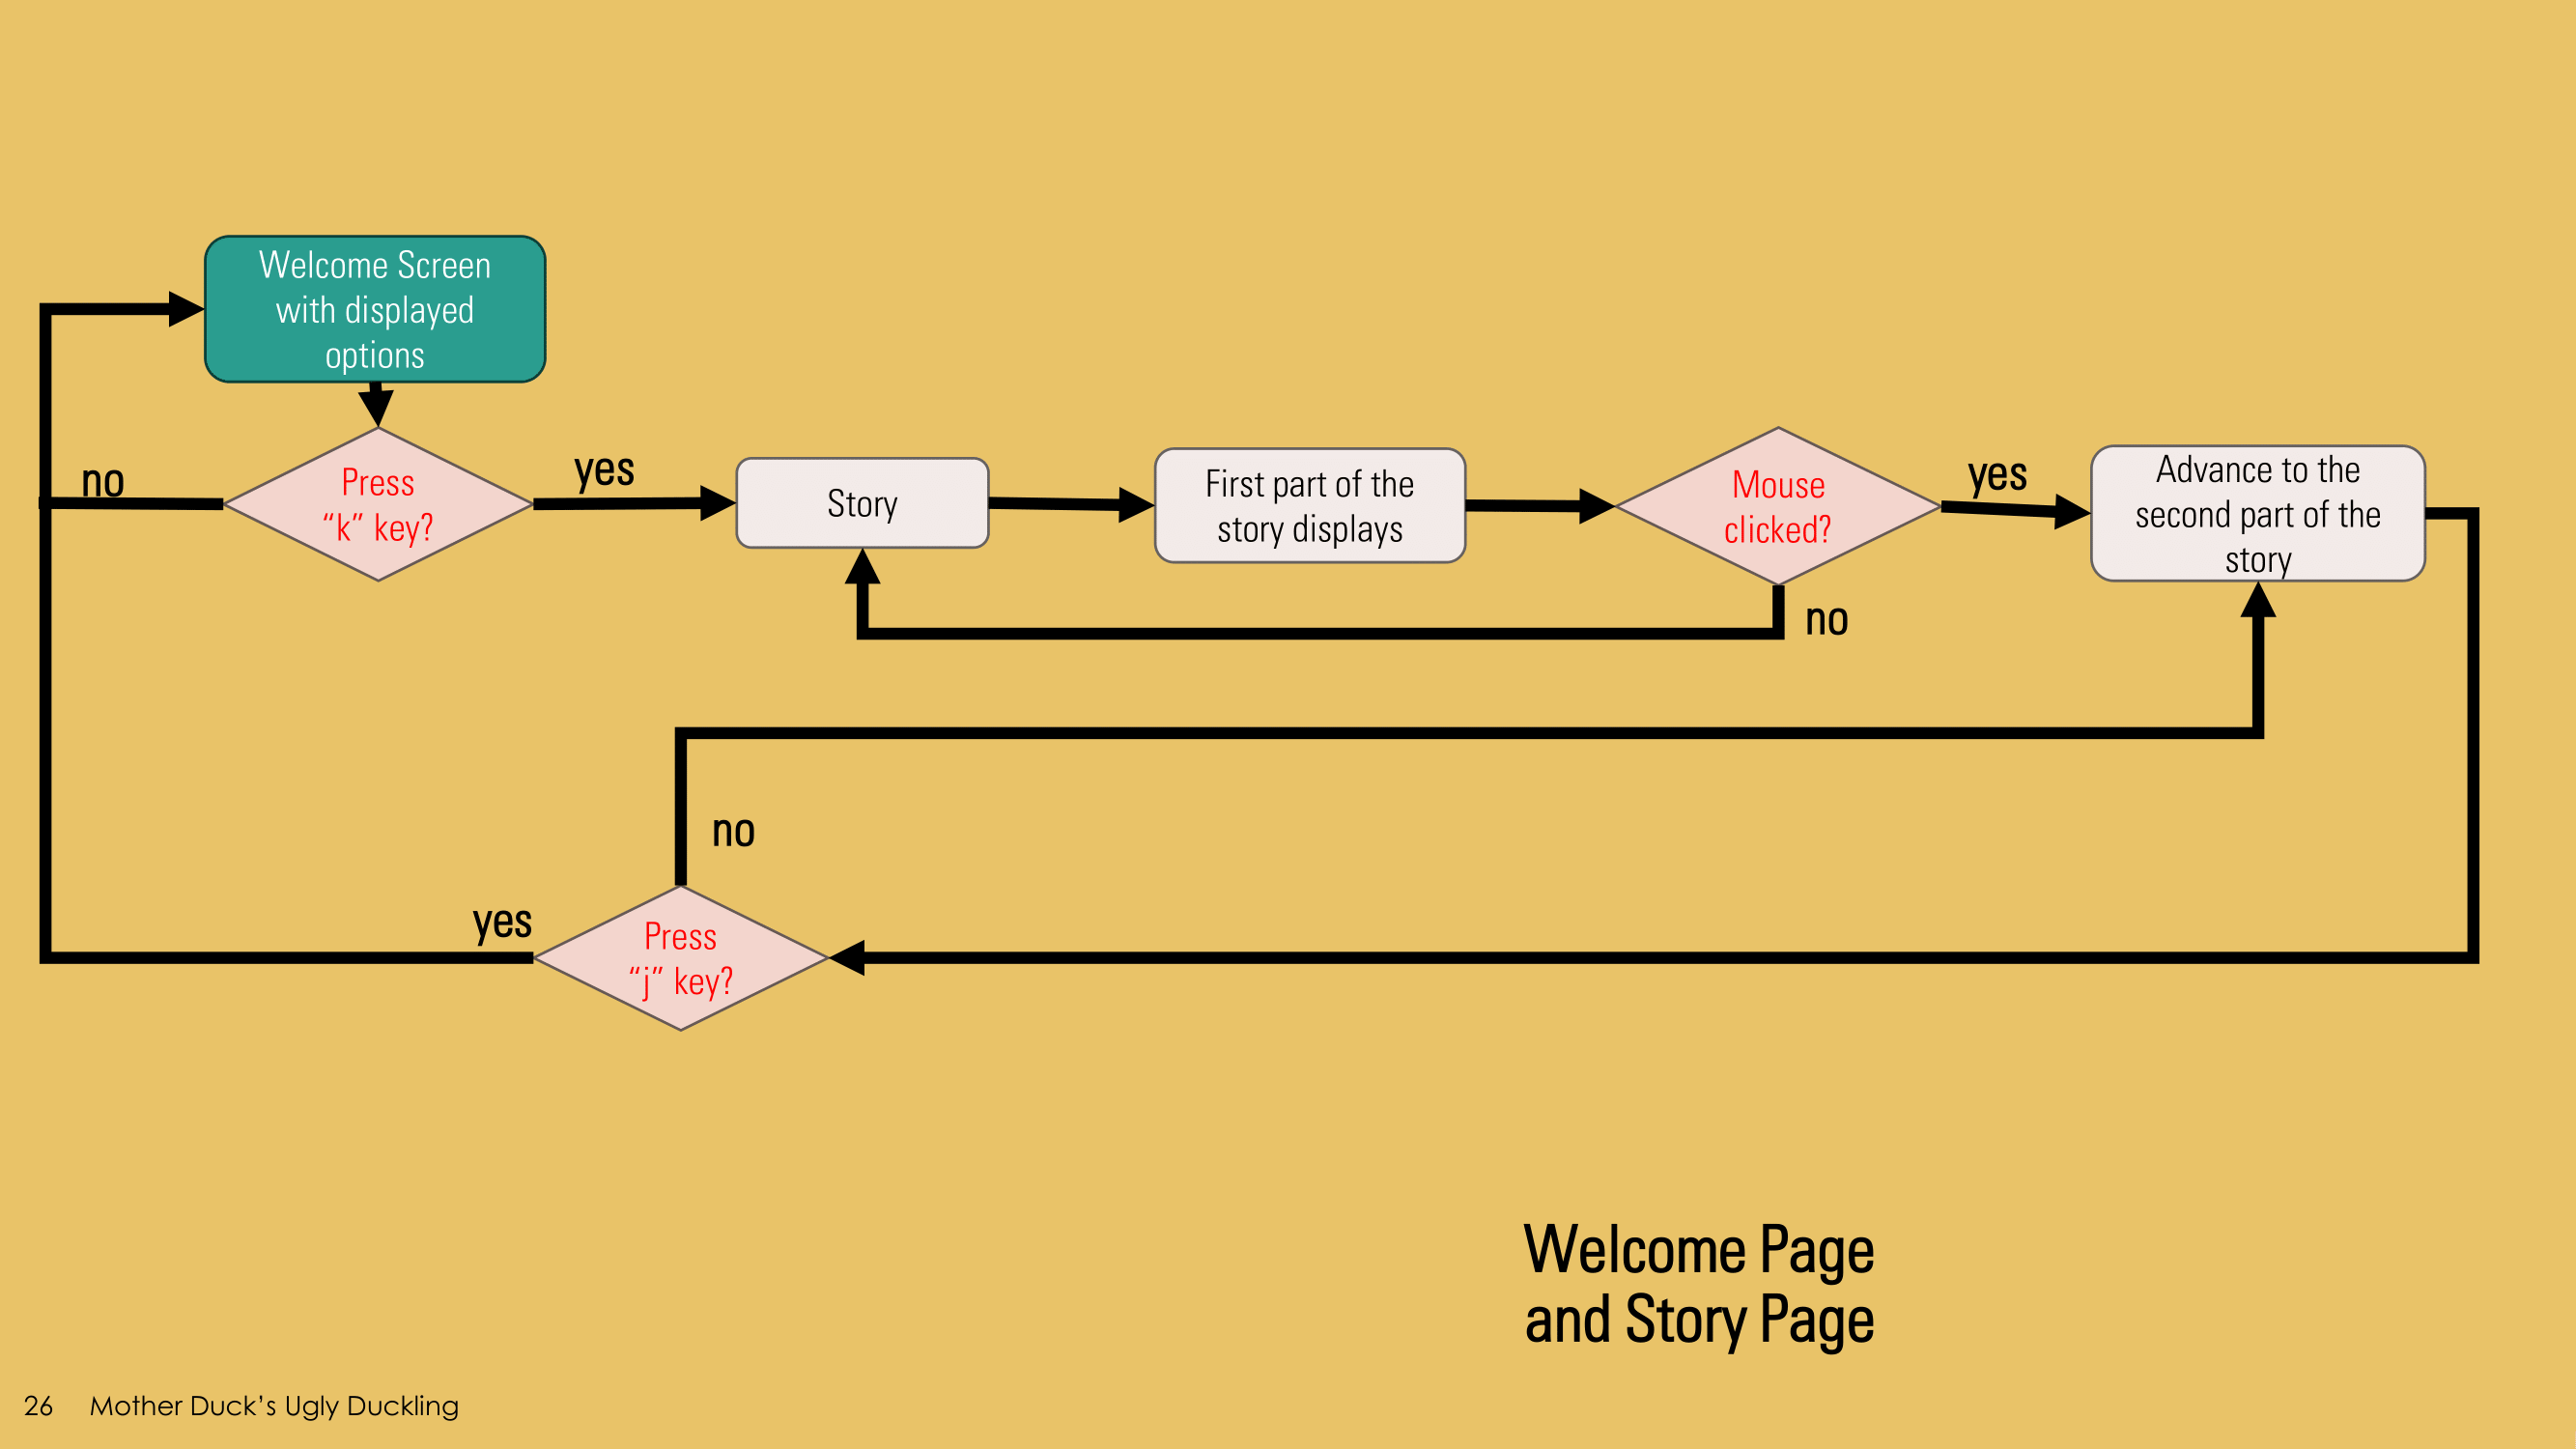 Welcome Screen
with displayed
options
no
Press
“k” key?
yes
Story
First part of the
story displays
Mouse
clicked?
yes
Advance to the
second part of the
story
no
no
yes
Press
“j” key?
Welcome Page
and Story Page
26 Mother Duck’s Ugly Duckling